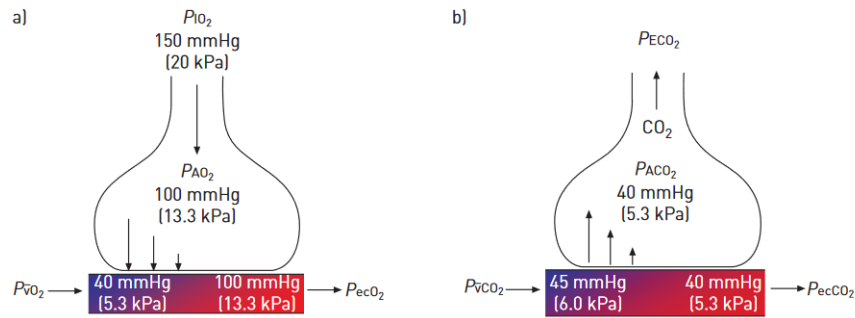 a)
PIO₂
150 mmHg
(20 kPa)
PAO₂
100 mmHg
(13.3 kPa)
Pv̄O₂
40 mmHg
(5.3 kPa)
100 mmHg
(13.3 kPa)
PecO₂
b)
PECO₂
CO₂
PACO₂
40 mmHg
(5.3 kPa)
Pv̄CO₂
45 mmHg
(6.0 kPa)
40 mmHg
(5.3 kPa)
PecCO₂